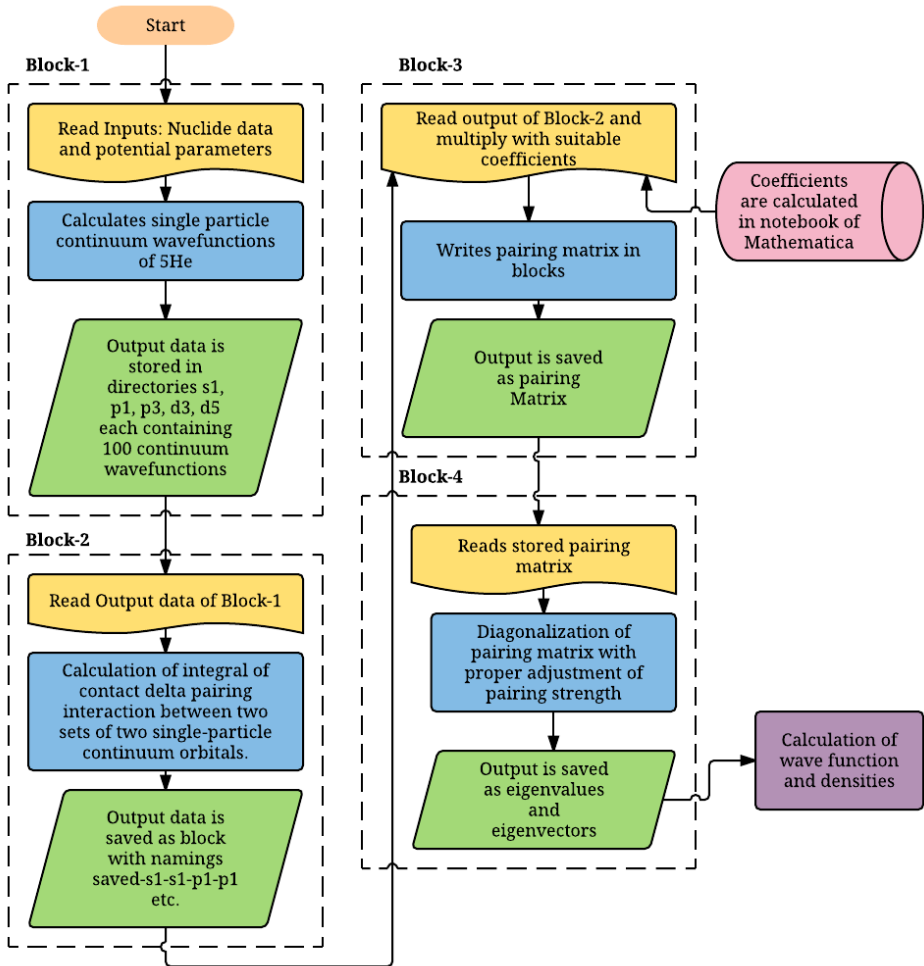 Start
Block-1
Read Inputs: Nuclide data
and potential parameters
Calculates single particle
continuum wavefunctions
of 5He
Output data is
stored in
directories s1,
p1, p3, d3, d5
each containing
100 continuum
wavefunctions
Block-2
Read Output data of Block-1
Calculation of integral of
contact delta pairing
interaction between two
sets of two single-particle
continuum orbitals.
Output data is
saved as block
with namings
saved-s1-s1-p1-p1
etc.
Block-3
Read output of Block-2 and
multiply with suitable
coefficients
Coefficients
are calculated
in notebook of
Mathematica
Writes pairing matrix in
blocks
Output is saved
as pairing
Matrix
Block-4
Reads stored pairing
matrix
Diagonalization of
pairing matrix with
proper adjustment of
pairing strength
Output is saved
as eigenvalues
and
eigenvectors
Calculation of
wave function
and densities